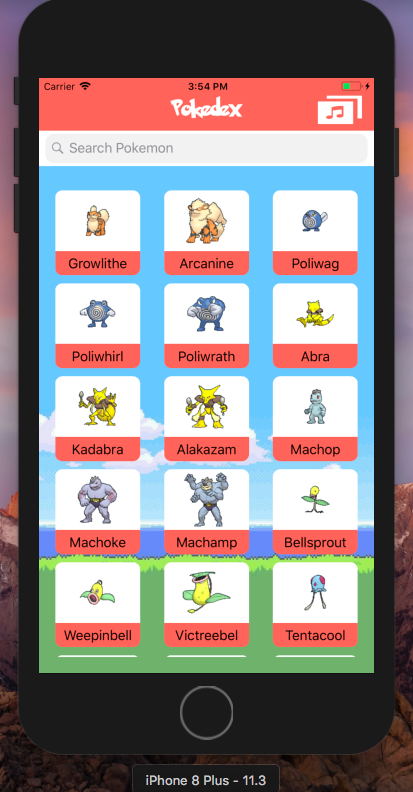 Carrier 3:54 PM
Pokedex
Search Pokemon
Growlithe Arcanine Poliwag
Poliwhirl Poliwrath Abra
Kadabra Alakazam Machop
Machoke Machamp Bellsprout
Weepinbell Victreebel Tentacool
iPhone 8 Plus - 11.3